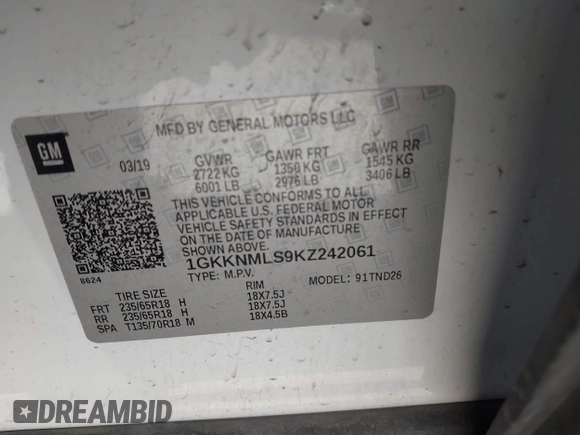 GM
MFD BY GENERAL MOTORS LLC
03/19
GVWR GAWR FRT GAWR RR
2722 KG 1350 KG 1545 KG
6001 LB 2976 LB 3406 LB
THIS VEHICLE CONFORMS TO ALL
APPLICABLE U.S. FEDERAL MOTOR
VEHICLE SAFETY STANDARDS IN EFFECT
ON THE DATE OF MANUFACTURE
SHOWN ABOVE.
8624
1GKKNMLS9KZ242061
TYPE: M.P.V. MODEL: 91TND26
TIRE SIZE RIM
FRT 235/65R18 H 18X7.5J
RR 235/65R18 H 18X7.5J
SPA T135/70R18 M 18X4.5B
DREAMBID